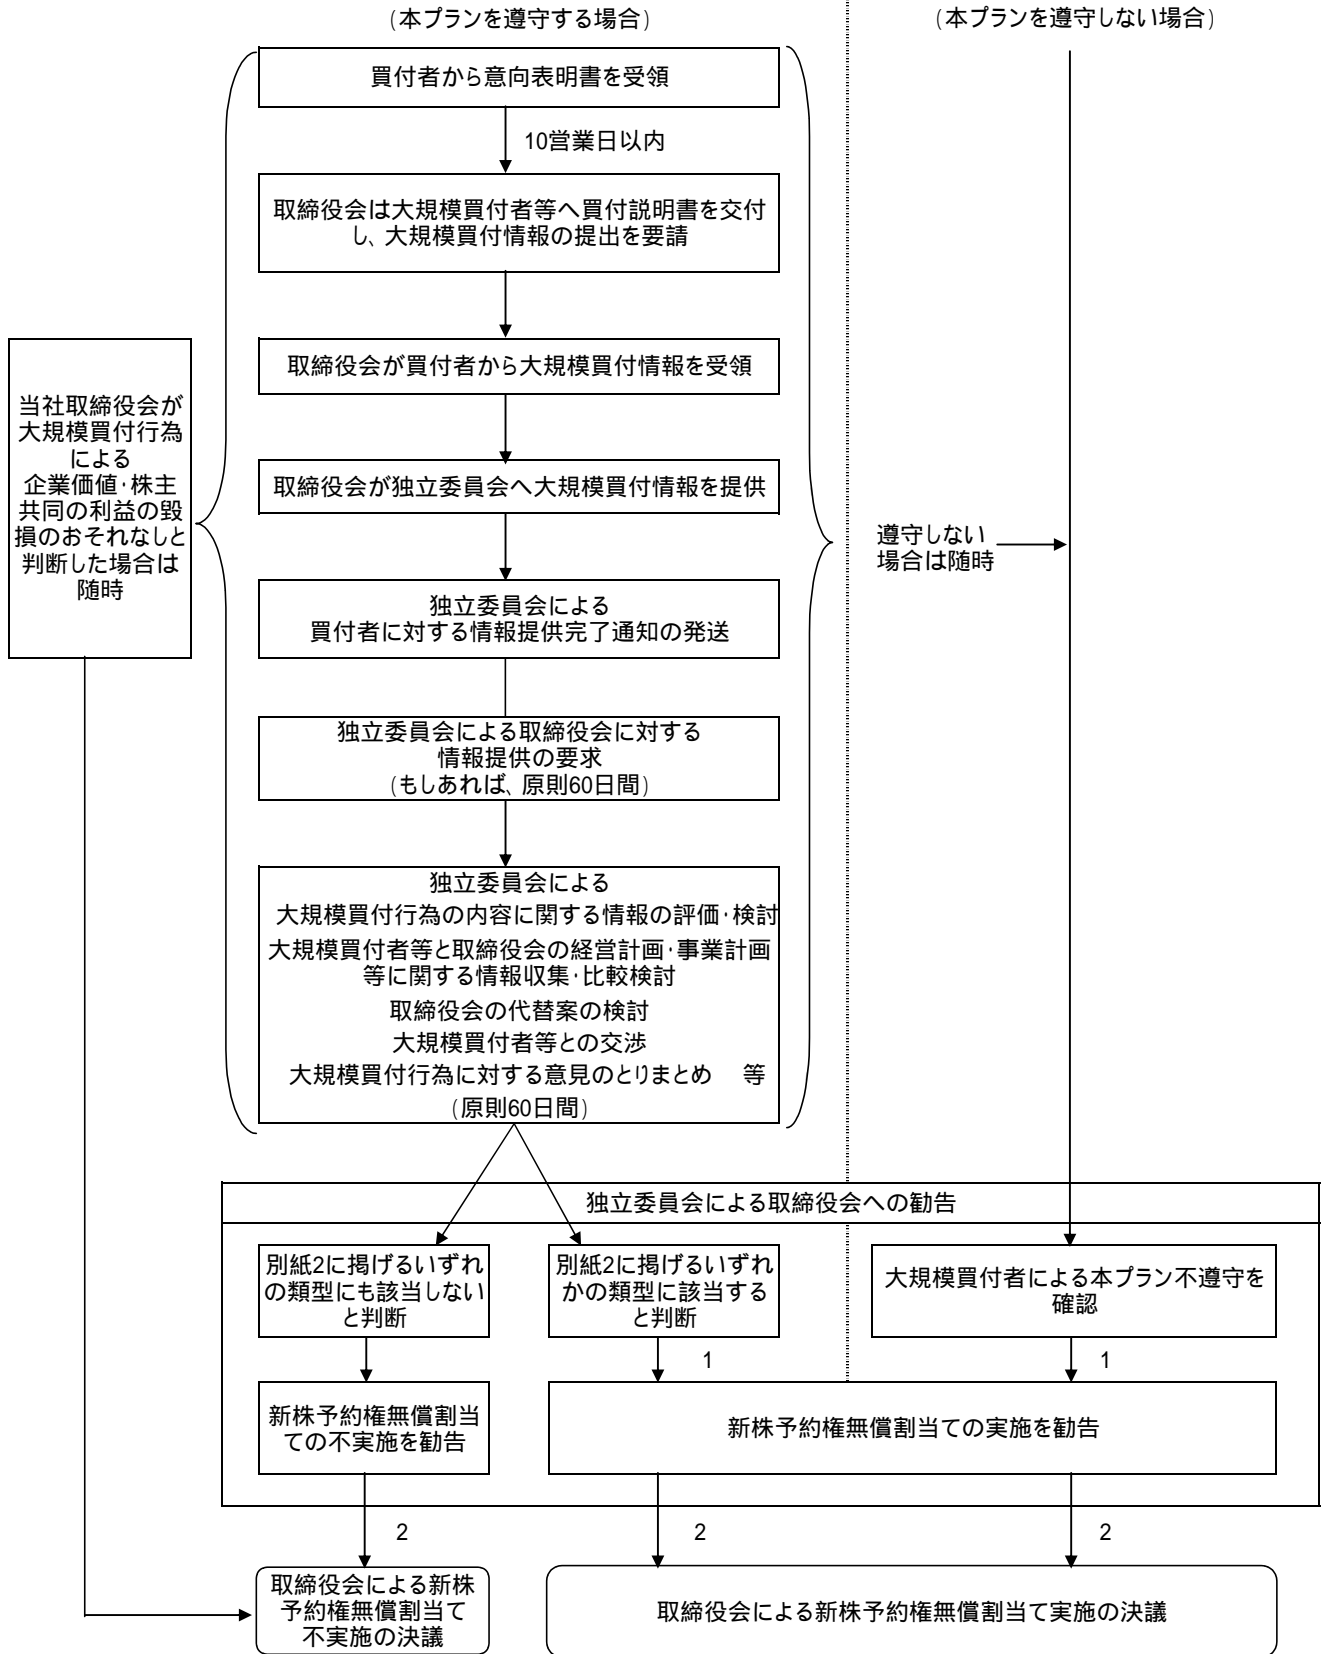 (本プランを遵守する場合)
(本プランを遵守しない場合)
買付者から意向表明書を受領
10営業日以内
取締役会は大規模買付者等へ買付説明書を交付
し、大規模買付情報の提出を要請
取締役会が買付者から大規模買付情報を受領
当社取締役会が
大規模買付行為
による
企業価値・株主
共同の利益の毀
損のおそれなしと
判断した場合は
随時
取締役会が独立委員会へ大規模買付情報を提供
遵守しない
場合は随時
独立委員会による
買付者に対する情報提供完了通知の発送
独立委員会による取締役会に対する
情報提供の要求
(もしあれば、原則60日間)
独立委員会による
大規模買付行為の内容に関する情報の評価・検討
大規模買付者等と取締役会の経営計画・事業計画
等に関する情報収集・比較検討
取締役会の代替案の検討
大規模買付者等との交渉
大規模買付行為に対する意見のとりまとめ 等
(原則60日間)
独立委員会による取締役会への勧告
別紙2に掲げるいずれ
の類型にも該当しない
と判断
別紙2に掲げるいずれ
かの類型に該当する
と判断
大規模買付者による本プラン不遵守を
確認
1
1
新株予約権無償割当
ての不実施を勧告
新株予約権無償割当ての実施を勧告
2
2
2
取締役会による新株
予約権無償割当て
不実施の決議
取締役会による新株予約権無償割当て実施の決議